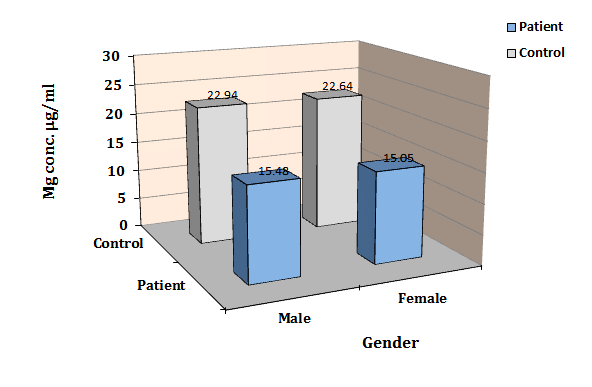 Patient
Control
30
25
20
15
10
5
0
Mg conc. µg/ml
22.94
22.64
15.48
15.05
Control
Patient
Male
Female
Gender